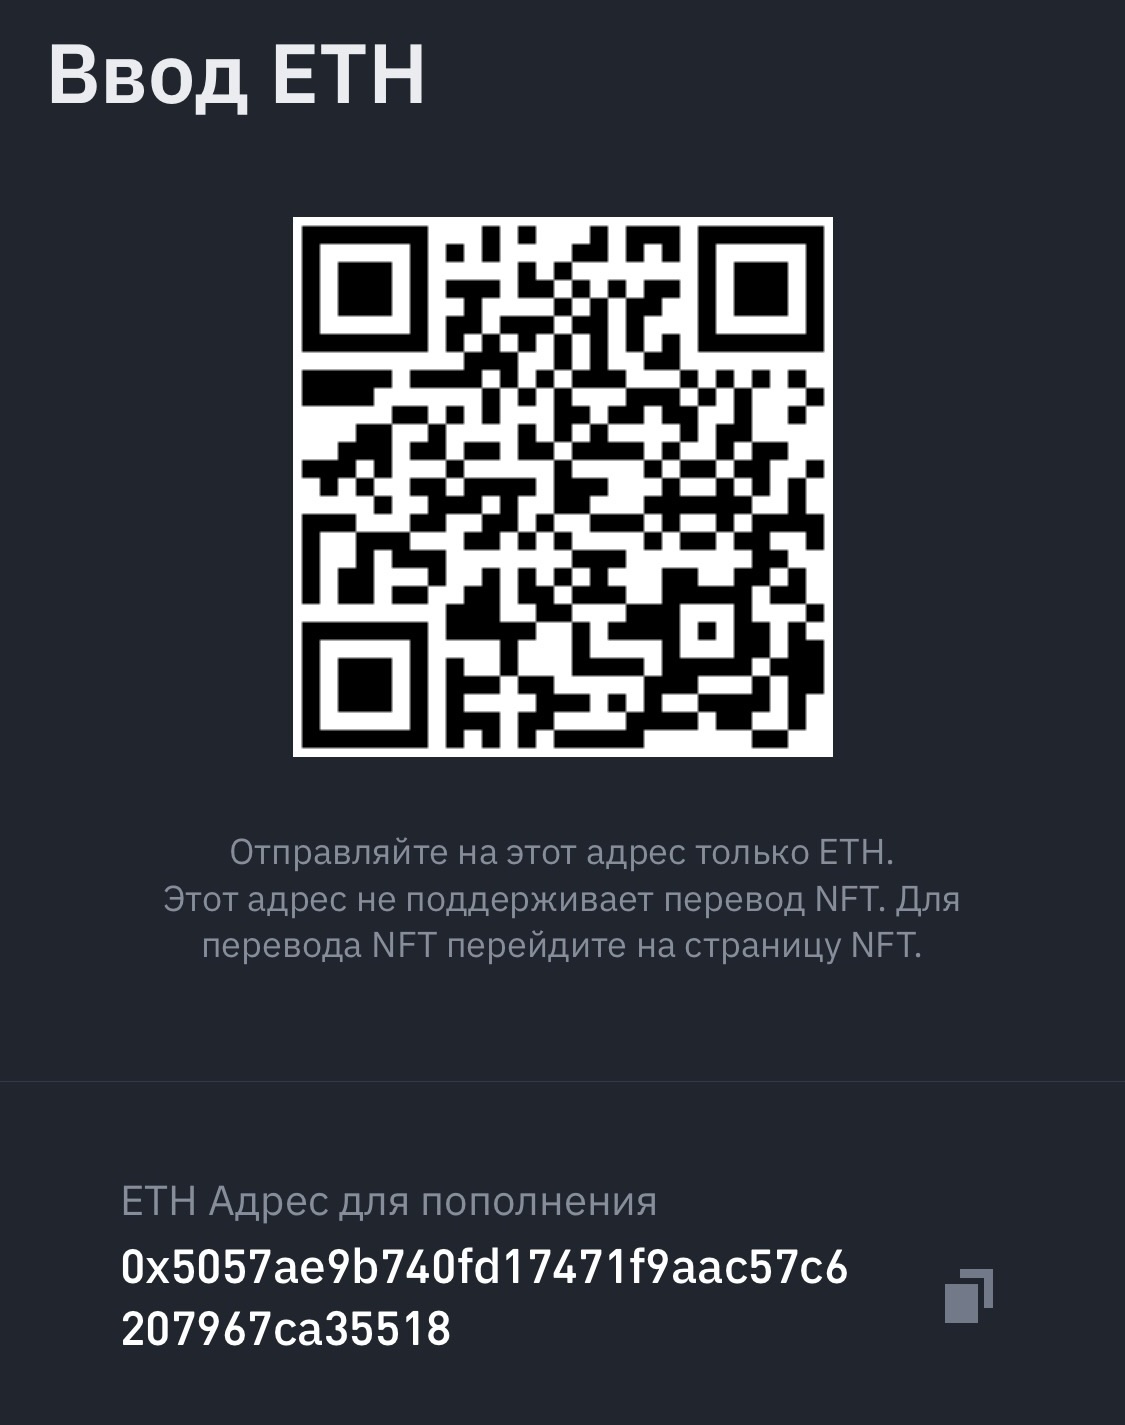 Ввод ETH
Отправляйте на этот адрес только ETH.
Этот адрес не поддерживает перевод NFT. Для
перевода NFT перейдите на страницу NFT.
ETH Адрес для пополнения
0x5057ae9b740fd17471f9aac57c6
207967ca35518